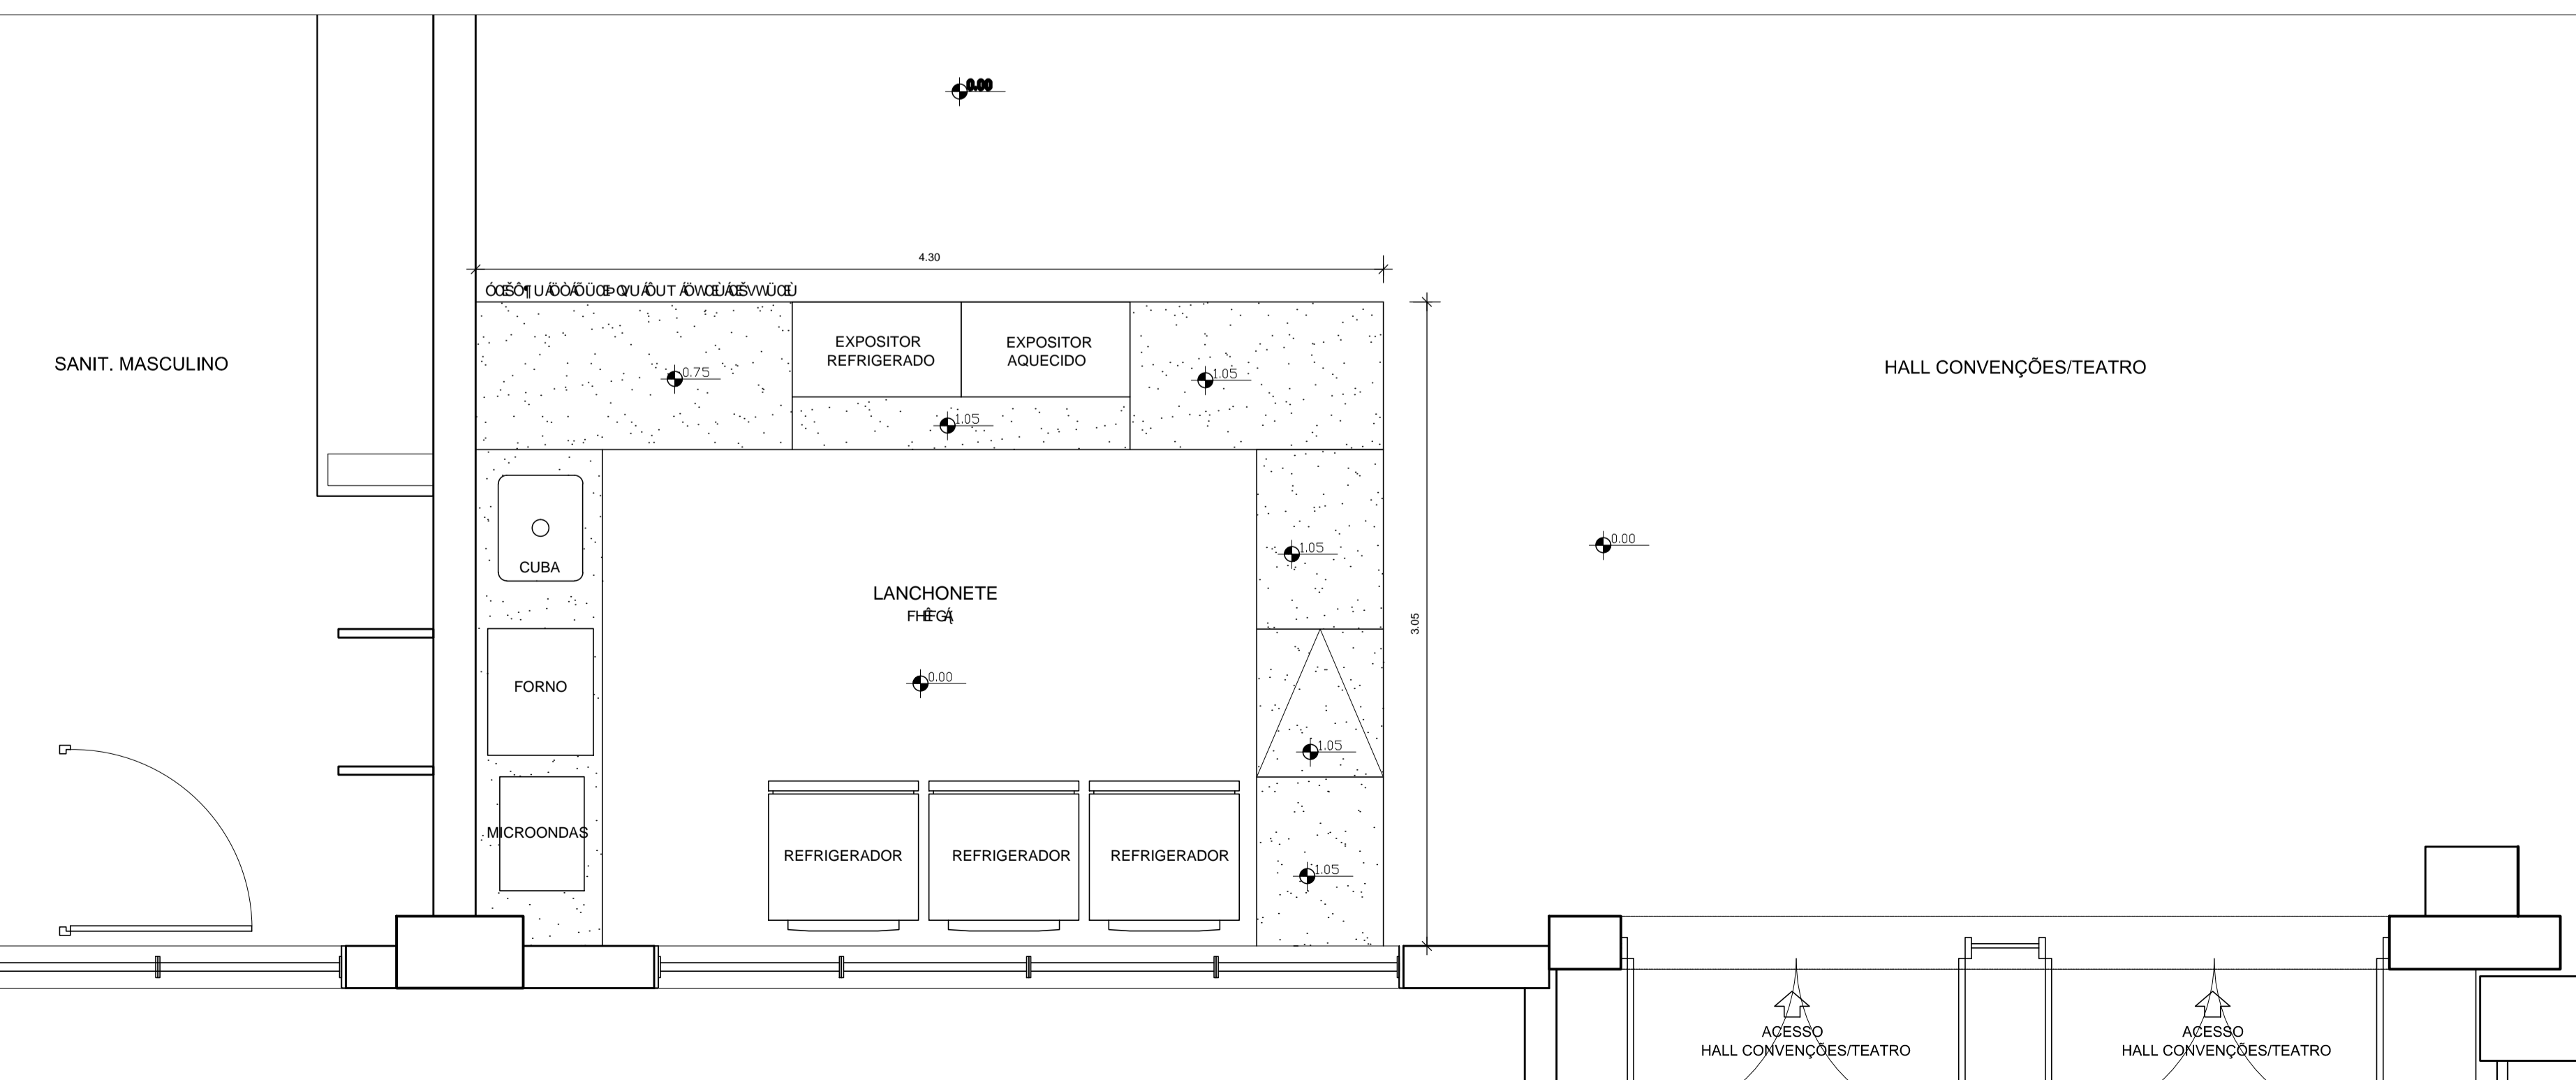 0.00
4.30
EXPOSITOR
REFRIGERADO
EXPOSITOR
AQUECIDO
0.75
1.05
1.05
SANIT. MASCULINO
HALL CONVENÇÕES/TEATRO
CUBA
1.05
0.00
LANCHONETE
3.05
FORNO
0.00
1.05
MICROONDAS
REFRIGERADOR
REFRIGERADOR
REFRIGERADOR
1.05
ACESSO
HALL CONVENÇÕES/TEATRO
ACESSO
HALL CONVENÇÕES/TEATRO